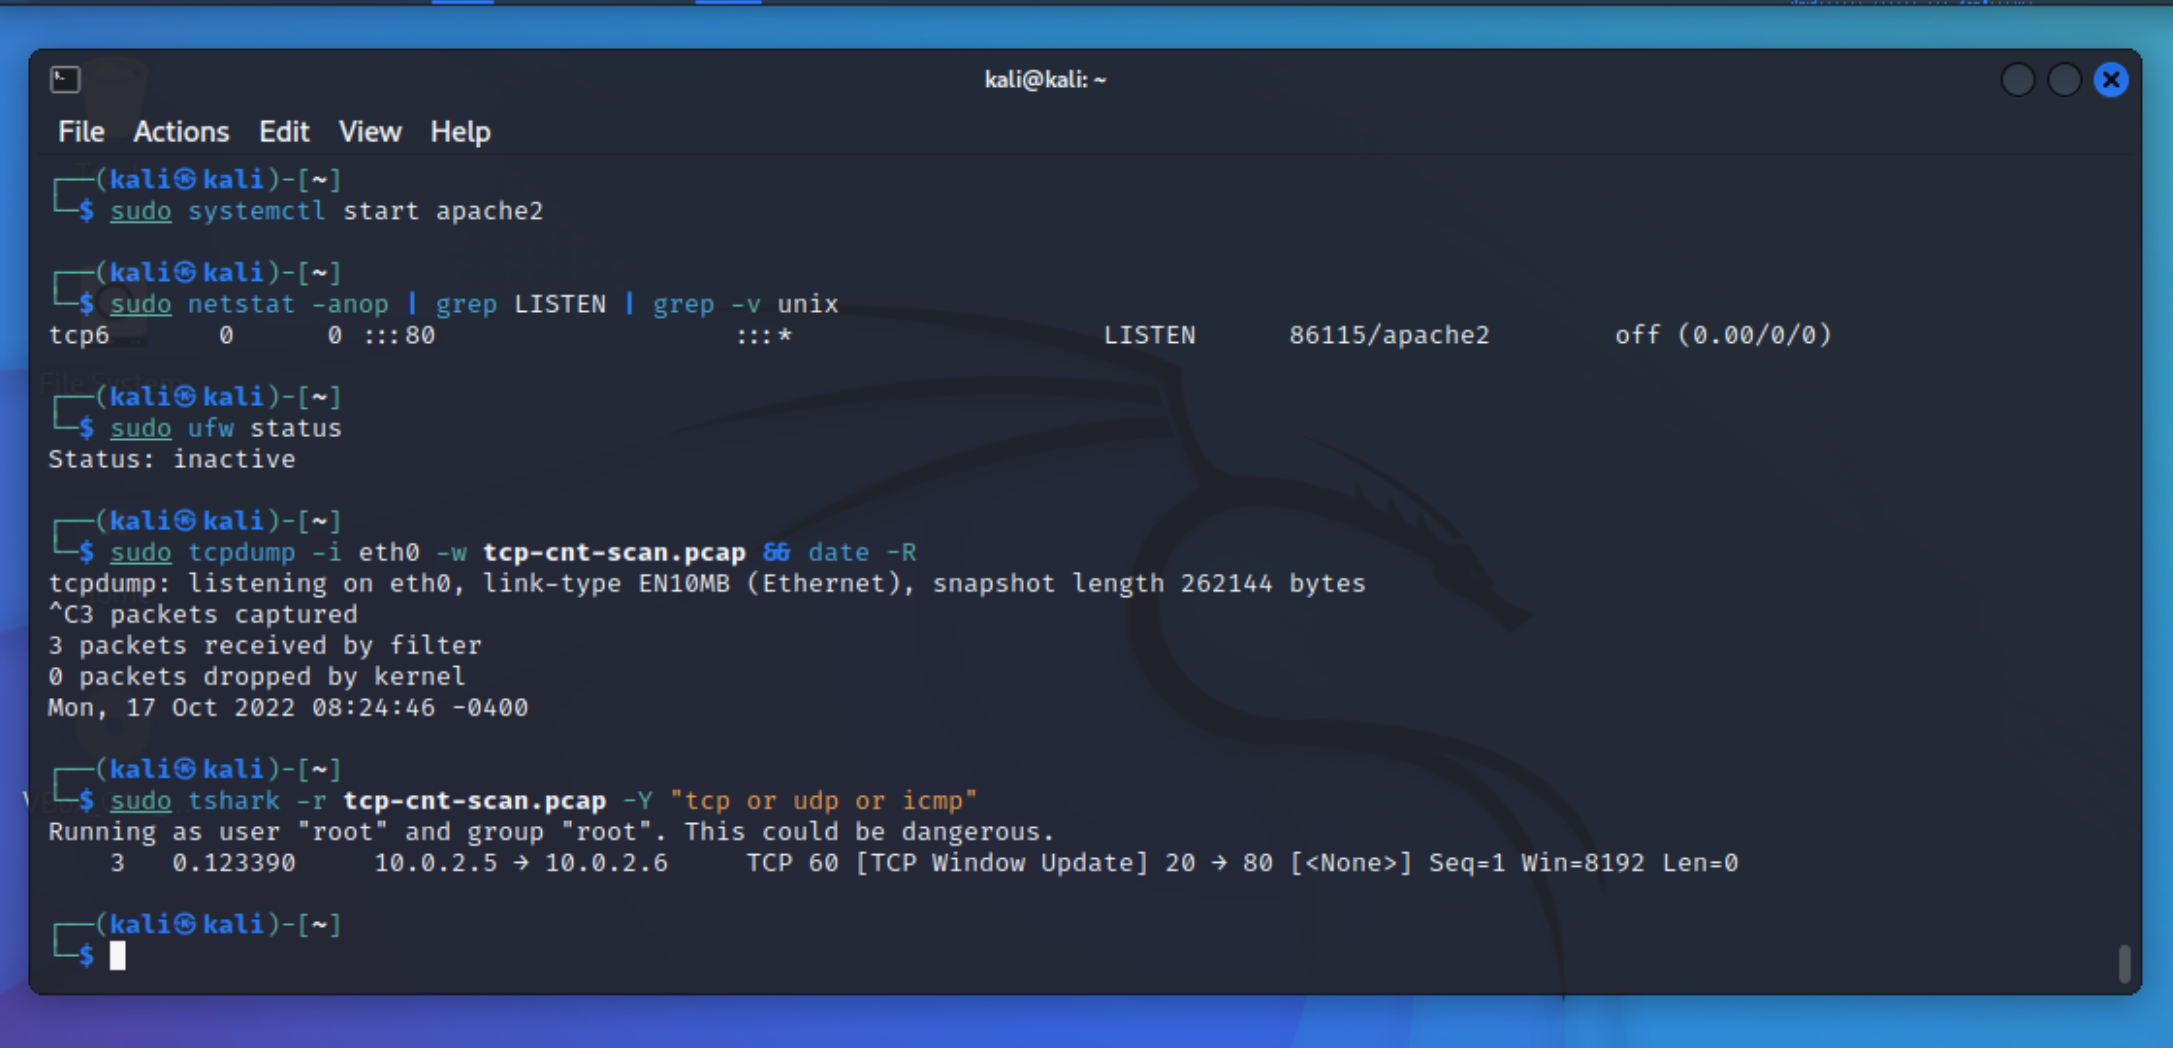 kali@kali: ~
File Actions Edit View Help
┌──(kali㉿kali)-[~]
└─$ sudo systemctl start apache2
┌──(kali㉿kali)-[~]
└─$ sudo netstat -anop | grep LISTEN | grep -v unix
tcp6       0      0 :::80                   :::*                    LISTEN      86115/apache2        off (0.00/0/0)
┌──(kali㉿kali)-[~]
└─$ sudo ufw status
Status: inactive
┌──(kali㉿kali)-[~]
└─$ sudo tcpdump -i eth0 -w tcp-cnt-scan.pcap && date -R
tcpdump: listening on eth0, link-type EN10MB (Ethernet), snapshot length 262144 bytes
^C3 packets captured
3 packets received by filter
0 packets dropped by kernel
Mon, 17 Oct 2022 08:24:46 -0400
┌──(kali㉿kali)-[~]
└─$ sudo tshark -r tcp-cnt-scan.pcap -Y "tcp or udp or icmp"
Running as user "root" and group "root". This could be dangerous.
    3   0.123390     10.0.2.5 → 10.0.2.6     TCP 60 [TCP Window Update] 20 → 80 [<None>] Seq=1 Win=8192 Len=0
┌──(kali㉿kali)-[~]
└─$
File System